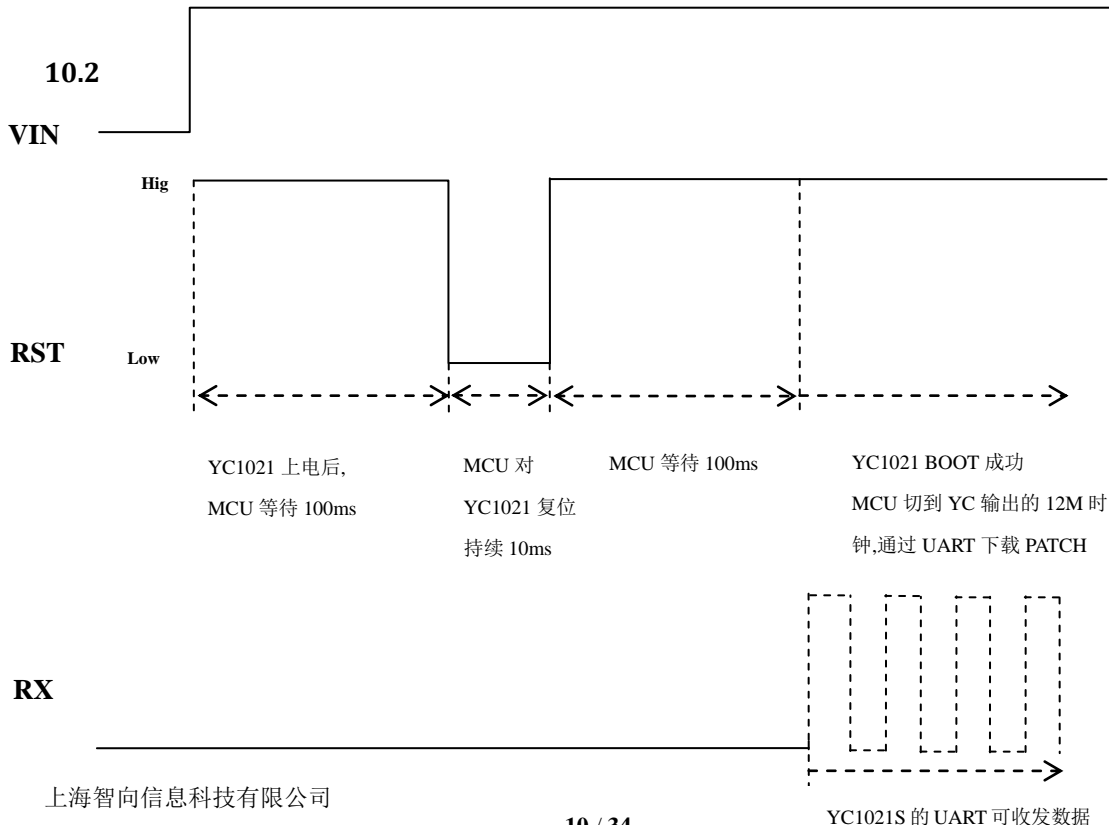 10.2
VIN
Hig
RST
Low
YC1021 上电后,
MCU 等待 100ms
MCU 对
YC1021 复位
持续 10ms
MCU 等待 100ms
YC1021 BOOT 成功
MCU 切到 YC 输出的 12M 时
钟,通过 UART 下载 PATCH
RX
上海智向信息科技有限公司
10 / 34
YC1021S 的 UART 可收发数据